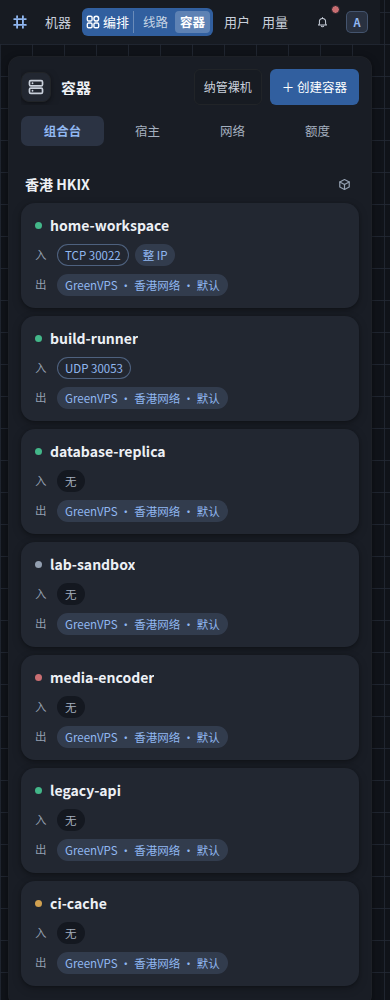 机器 编排 线路 容器 用户 用量 A
容器 纳管裸机 + 创建容器
组合台 宿主 网络 额度
香港 HKIX
home-workspace
入 TCP 30022 整 IP
出 GreenVPS · 香港网络 · 默认
build-runner
入 UDP 30053
出 GreenVPS · 香港网络 · 默认
database-replica
入 无
出 GreenVPS · 香港网络 · 默认
lab-sandbox
入 无
出 GreenVPS · 香港网络 · 默认
media-encoder
入 无
出 GreenVPS · 香港网络 · 默认
legacy-api
入 无
出 GreenVPS · 香港网络 · 默认
ci-cache
入 无
出 GreenVPS · 香港网络 · 默认